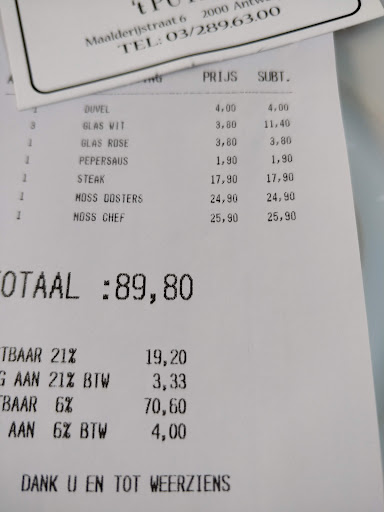 't PU
Maalderijstraat 6 2000 Antwe
TEL: 03/289.63.00
PRIJS SUBT.
1 DUVEL 4,00 4,00
3 GLAS WIT 3,80 11,40
1 GLAS ROSE 3,80 3,80
1 PEPERSAUS 1,90 1,90
1 STEAK 17,90 17,90
1 MOSS OOSTERS 24,90 24,90
1 MOSS CHEF 25,90 25,90
OTAAL :89,80
TBAAR 21% 19,20
G AAN 21% BTW 3,33
TBAAR 6% 70,60
AAN 6% BTW 4,00
DANK U EN TOT WEERZIENS